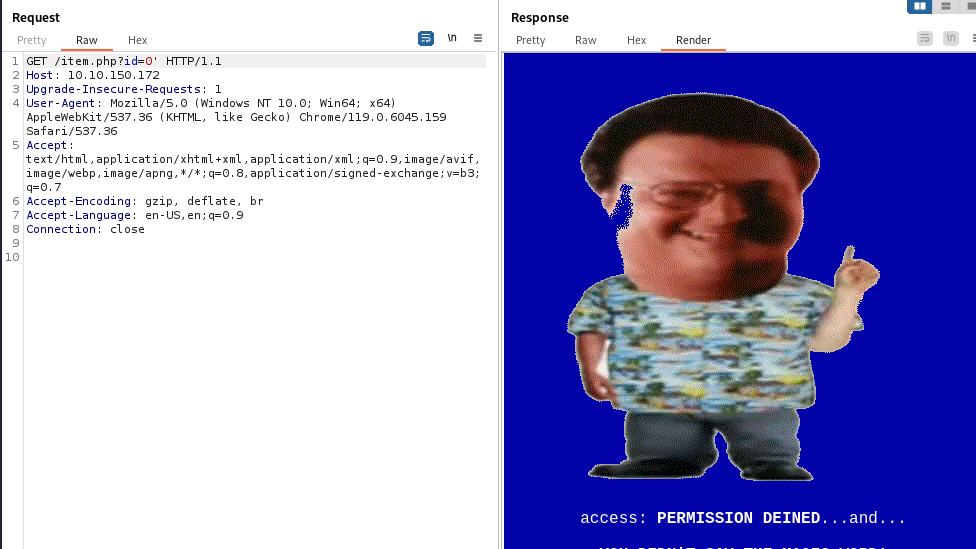 Request
Response
Pretty Raw Hex
\n
Pretty Raw Hex Render
\n
1 GET /item.php?id=0' HTTP/1.1
2 Host: 10.10.150.172
3 Upgrade-Insecure-Requests: 1
4 User-Agent: Mozilla/5.0 (Windows NT 10.0; Win64; x64)
AppleWebKit/537.36 (KHTML, like Gecko) Chrome/119.0.6045.159
Safari/537.36
5 Accept:
text/html,application/xhtml+xml,application/xml;q=0.9,image/avif,
image/webp,image/apng,*/*;q=0.8,application/signed-exchange;v=b3;
q=0.7
6 Accept-Encoding: gzip, deflate, br
7 Accept-Language: en-US,en;q=0.9
8 Connection: close
9
10
access: PERMISSION DEINED...and...